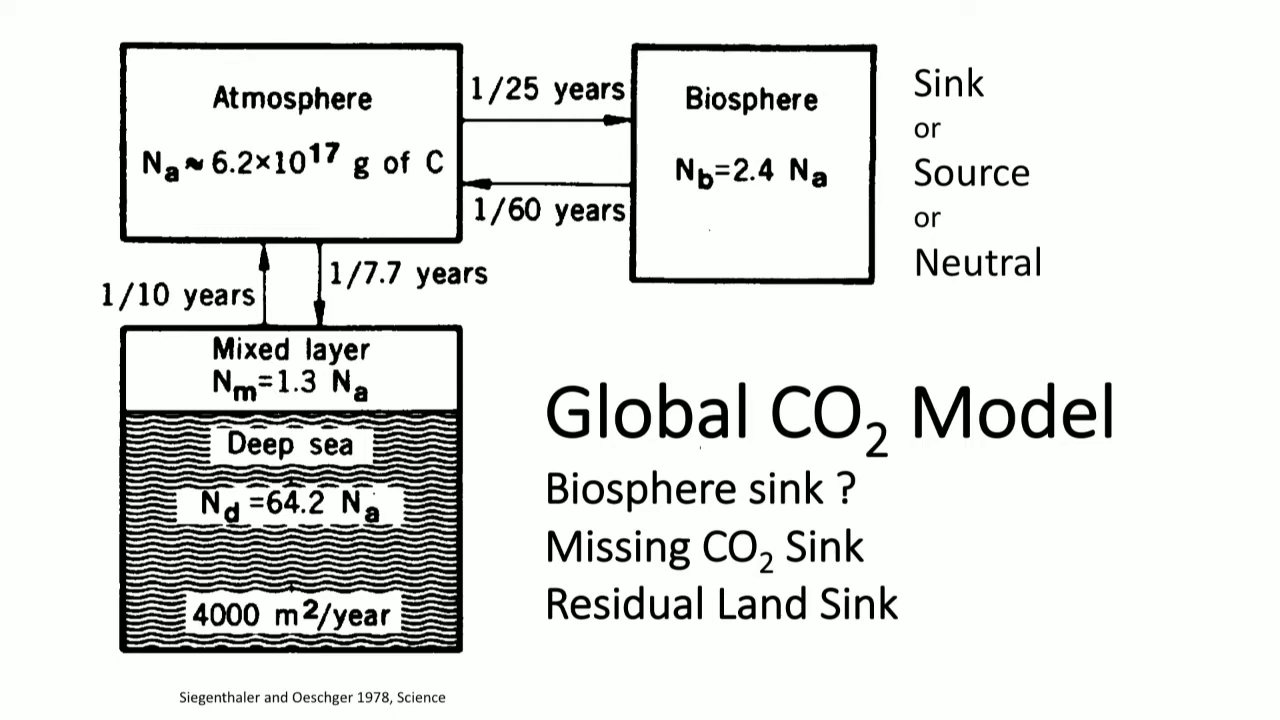 Atmosphere
Na ≈ 6.2×10¹⁷ g of C
1/25 years
1/60 years
Biosphere
Nb=2.4 Na
Sink
or
Source
or
Neutral
1/10 years
1/7.7 years
Mixed layer
Nm=1.3 Na
Deep sea
Nd =64.2 Na
4000 m²/year
Global CO₂ Model
Biosphere sink ?
Missing CO₂ Sink
Residual Land Sink
Siegenthaler and Oeschger 1978, Science